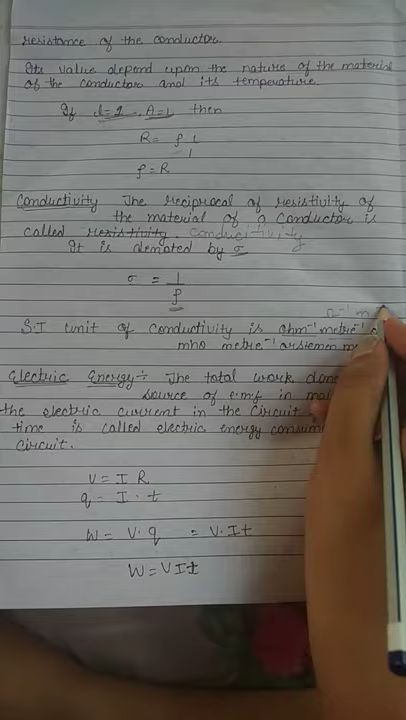 resistance of the conductor.
Its value depend upon the nature of the material
of the conductor and its temperature.
If l=1, A=1 then
R = ρ 1
1
ρ = R
Conductivity The reciprocal of resistivity of
the material of a conductor is
called resistivity. Conducitivity
It is denoted by σ
σ = 1
ρ
Ω⁻¹ m
S.I unit of conductivity is ohm⁻¹ metre⁻¹
mho metre⁻¹ or siemen m
Electric Energy÷ The total work done
source of emf in
the electric current in the circuit
time is called electric energy
circuit.
V = I R
q = I · t
W = V· q = V· It
W = VIt